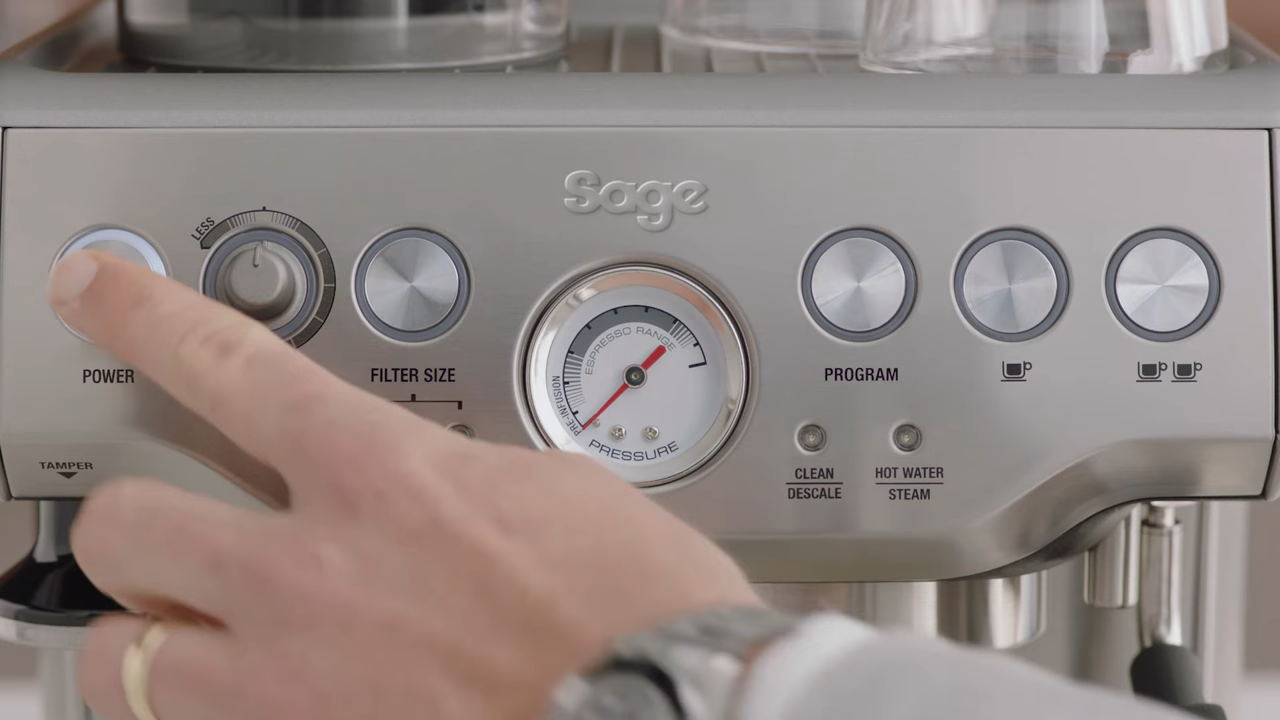 Sage
LESS
POWER
FILTER SIZE
ESPRESSO RANGE
PRE-INFUSION
PRESSURE
PROGRAM
TAMPER
CLEAN
DESCALE
HOT WATER
STEAM